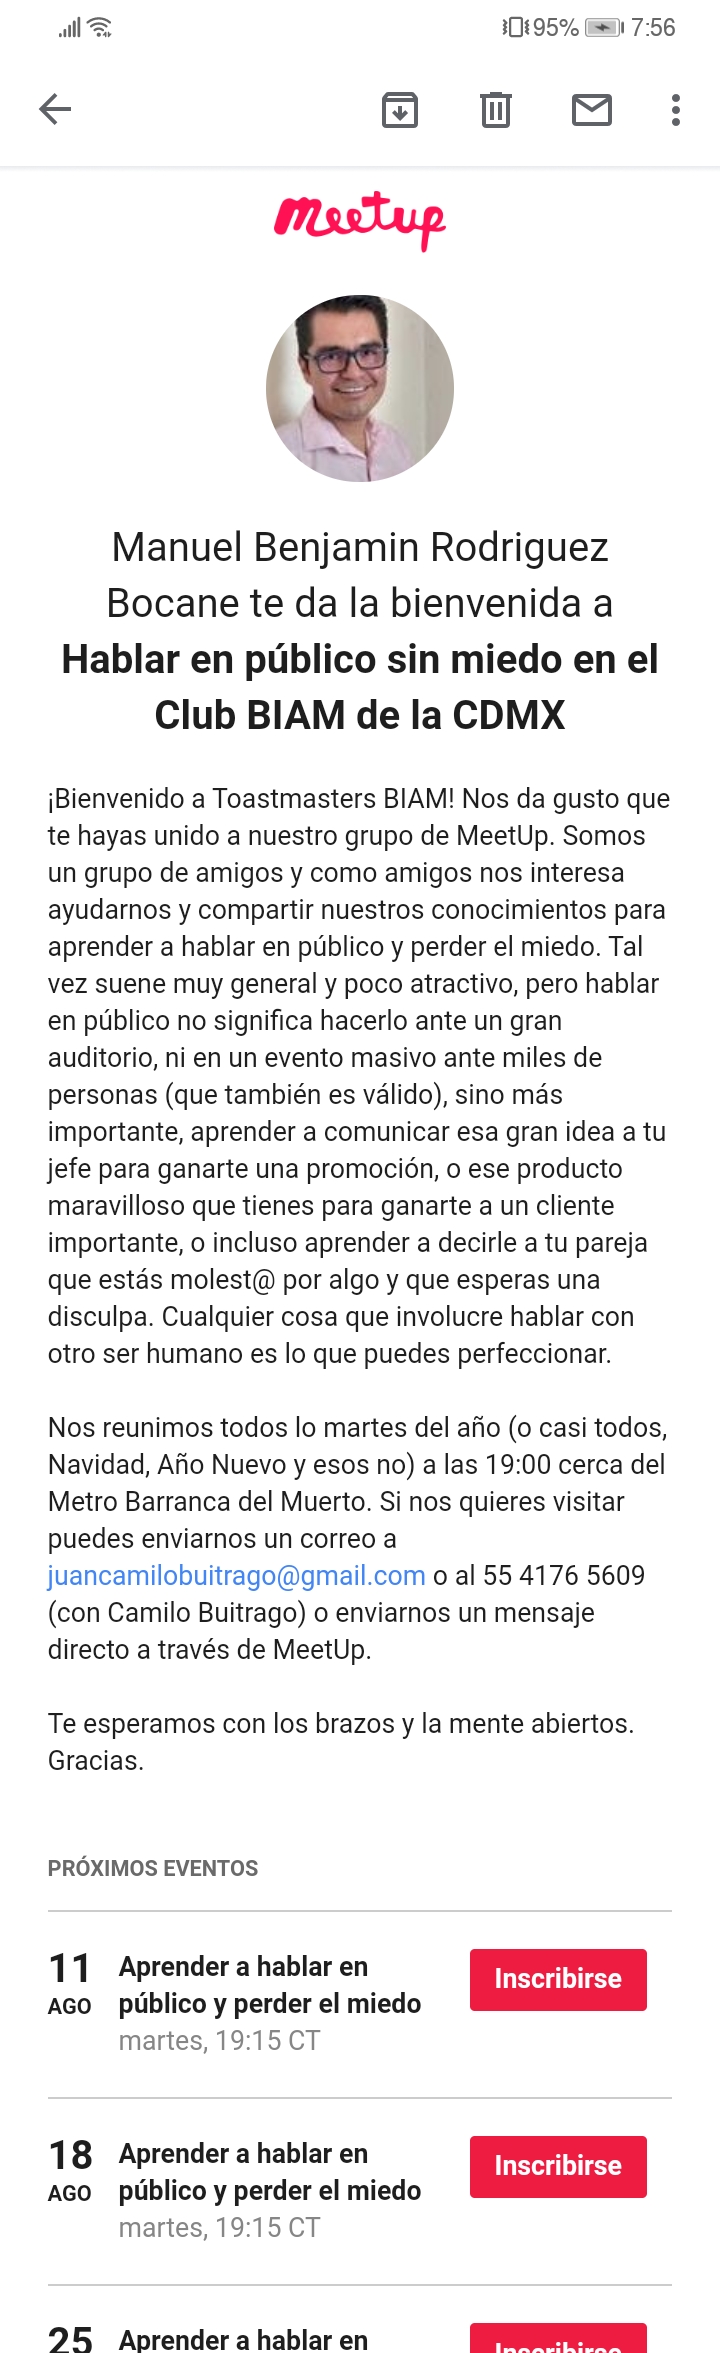 95% 7:56
meetup
Manuel Benjamin Rodriguez
Bocane te da la bienvenida a
Hablar en público sin miedo en el
Club BIAM de la CDMX
¡Bienvenido a Toastmasters BIAM! Nos da gusto que
te hayas unido a nuestro grupo de MeetUp. Somos
un grupo de amigos y como amigos nos interesa
ayudarnos y compartir nuestros conocimientos para
aprender a hablar en público y perder el miedo. Tal
vez suene muy general y poco atractivo, pero hablar
en público no significa hacerlo ante un gran
auditorio, ni en un evento masivo ante miles de
personas (que también es válido), sino más
importante, aprender a comunicar esa gran idea a tu
jefe para ganarte una promoción, o ese producto
maravilloso que tienes para ganarte a un cliente
importante, o incluso aprender a decirle a tu pareja
que estás molest@ por algo y que esperas una
disculpa. Cualquier cosa que involucre hablar con
otro ser humano es lo que puedes perfeccionar.
Nos reunimos todos lo martes del año (o casi todos,
Navidad, Año Nuevo y esos no) a las 19:00 cerca del
Metro Barranca del Muerto. Si nos quieres visitar
puedes enviarnos un correo a
juancamilobuitrago@gmail.com o al 55 4176 5609
(con Camilo Buitrago) o enviarnos un mensaje
directo a través de MeetUp.
Te esperamos con los brazos y la mente abiertos.
Gracias.
PRÓXIMOS EVENTOS
11 Aprender a hablar en Inscribirse
AGO público y perder el miedo
martes, 19:15 CT
18 Aprender a hablar en Inscribirse
AGO público y perder el miedo
martes, 19:15 CT
25 Aprender a hablar en Inscribirse